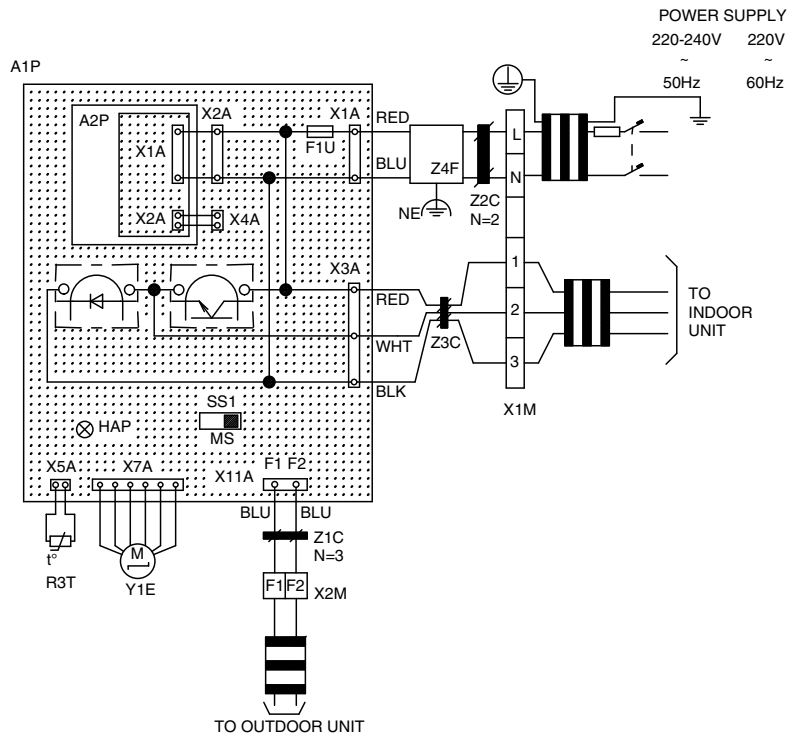 POWER SUPPLY
220-240V 220V
~ ~
50Hz 60Hz
A1P
A2P
X2A
X1A
RED
X1A
F1U
L
BLU
Z4F
N
X2A
X4A
NE
Z2C
N=2
X3A
1
RED
2
TO
INDOOR
UNIT
WHT
Z3C
3
BLK
X1M
SS1
HAP
MS
X5A
X7A
X11A
F1 F2
BLU
BLU
Z1C
N=3
M
t°
R3T
Y1E
F1 F2
X2M
TO OUTDOOR UNIT